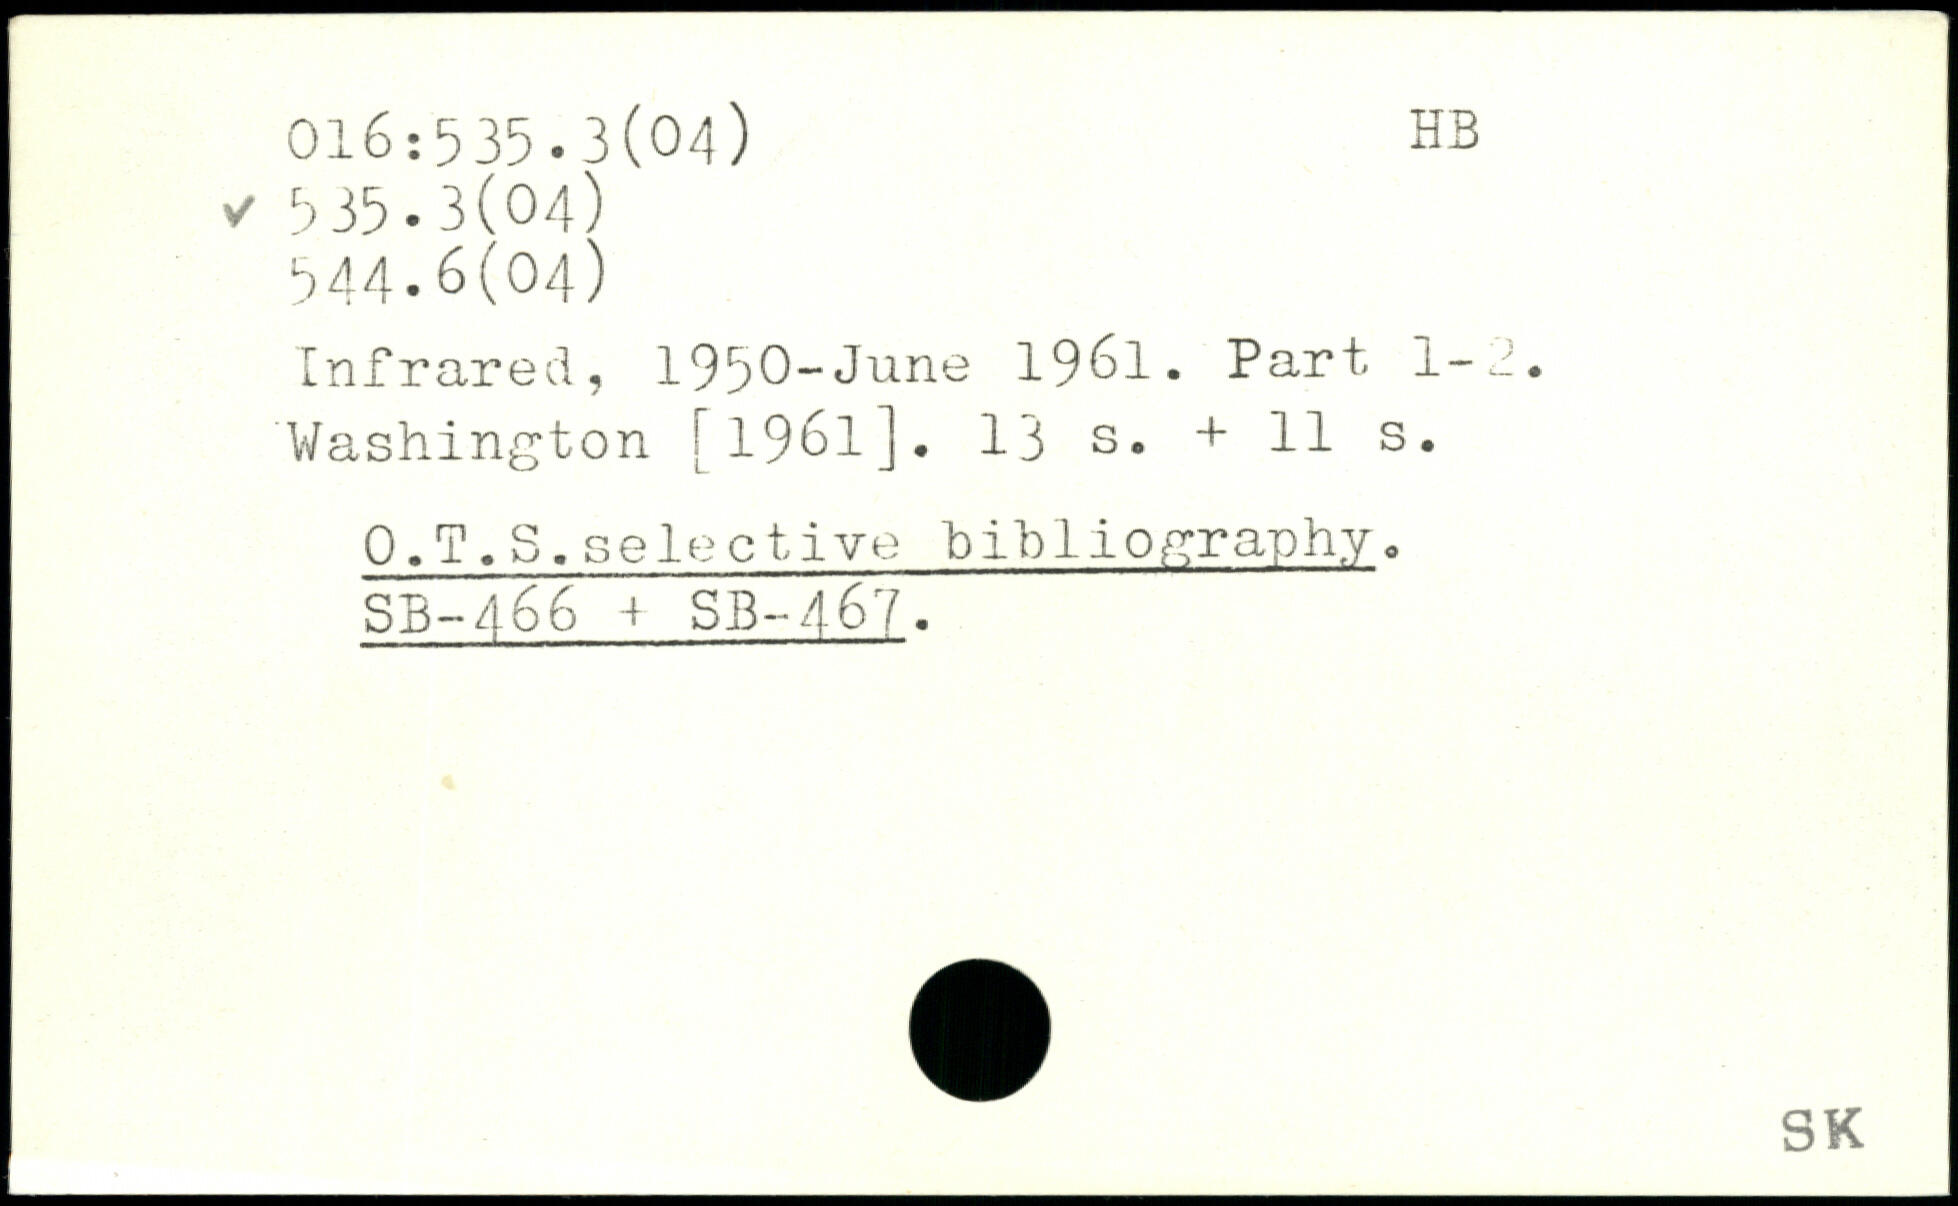 016:535.3(04) HB
✓ 535.3(04)
544.6(04)
Infrared, 1950-June 1961. Part 1-2.
Washington [1961]. 13 s. + 11 s.
O.T.S.selective bibliography.
SB-466 + SB-467.
SK